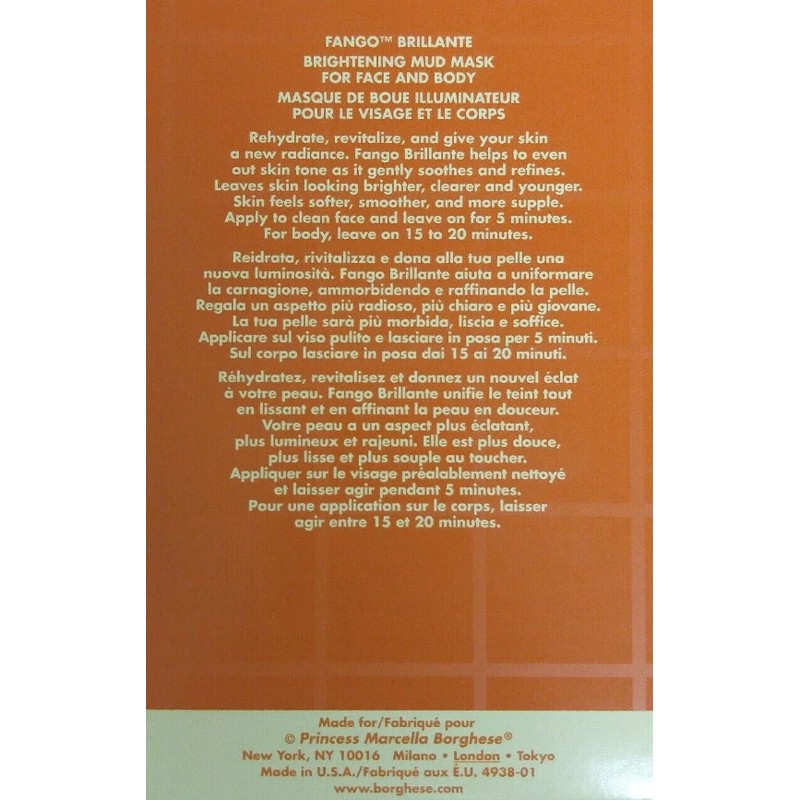 FANGO™ BRILLANTE
BRIGHTENING MUD MASK
FOR FACE AND BODY
MASQUE DE BOUE ILLUMINATEUR
POUR LE VISAGE ET LE CORPS
Rehydrate, revitalize, and give your skin
a new radiance. Fango Brillante helps to even
out skin tone as it gently soothes and refines.
Leaves skin looking brighter, clearer and younger.
Skin feels softer, smoother, and more supple.
Apply to clean face and leave on for 5 minutes.
For body, leave on 15 to 20 minutes.
Reidrata, rivitalizza e dona alla tua pelle una
nuova luminosità. Fango Brillante aiuta a uniformare
la carnagione, ammorbidendo e raffinando la pelle.
Regala un aspetto più radioso, più chiaro e più giovane.
La tua pelle sarà più morbida, liscia e soffice.
Applicare sul viso pulito e lasciare in posa per 5 minuti.
Sul corpo lasciare in posa dai 15 ai 20 minuti.
Réhydratez, revitalisez et donnez un nouvel éclat
à votre peau. Fango Brillante unifie le teint tout
en lissant et en affinant la peau en douceur.
Votre peau a un aspect plus éclatant,
plus lumineux et rajeuni. Elle est plus douce,
plus lisse et plus souple au toucher.
Appliquer sur le visage préalablement nettoyé
et laisser agir pendant 5 minutes.
Pour une application sur le corps, laisser
agir entre 15 et 20 minutes.
Made for/Fabriqué pour
© Princess Marcella Borghese®
New York, NY 10016 Milano • London • Tokyo
Made in U.S.A./Fabriqué aux É.U. 4938-01
www.borghese.com